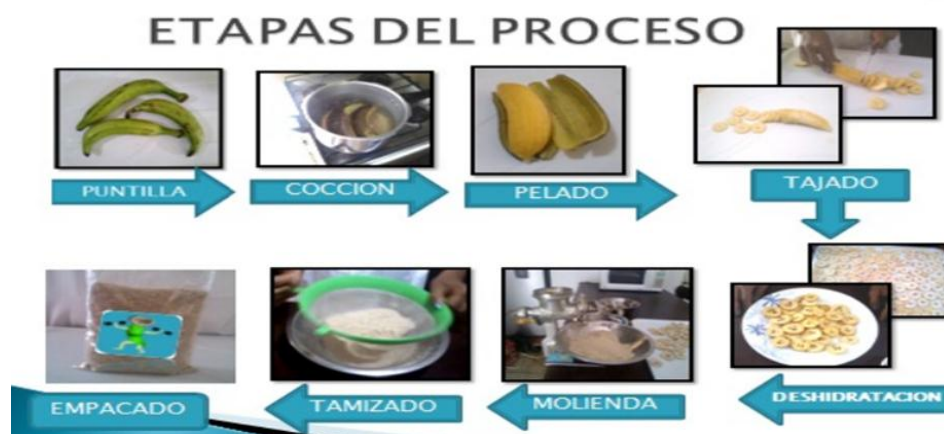 ETAPAS DEL PROCESO
PUNTILLA
COCCION
PELADO
TAJADO
DESHIDRATACION
MOLIENDA
TAMIZADO
EMPACADO